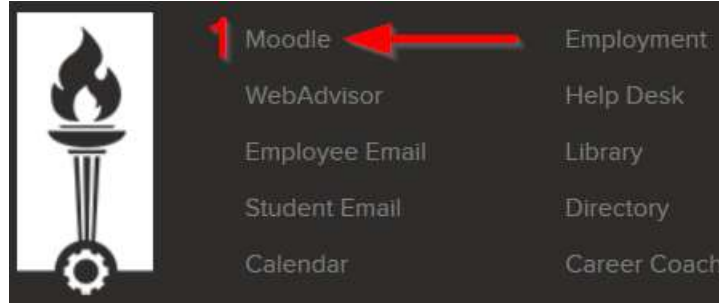 1 Moodle Employment
WebAdvisor Help Desk
Employee Email Library
Student Email Directory
Calendar Career Coach